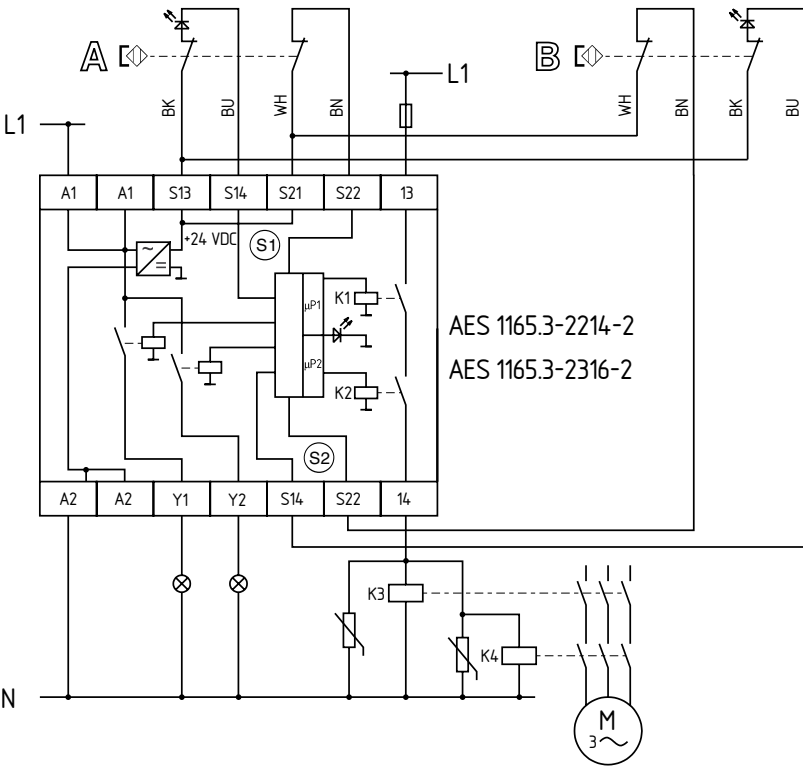 A
BK
BU
WH
BN
L1
B
WH
BN
BK
BU
L1
A1
A1
S13
S14
S21
S22
13
+24 VDC
S1
~
=
µP1
K1
µP2
K2
AES 1165.3-2214-2
AES 1165.3-2316-2
S2
A2
A2
Y1
Y2
S14
S22
14
K3
K4
N
M
3~